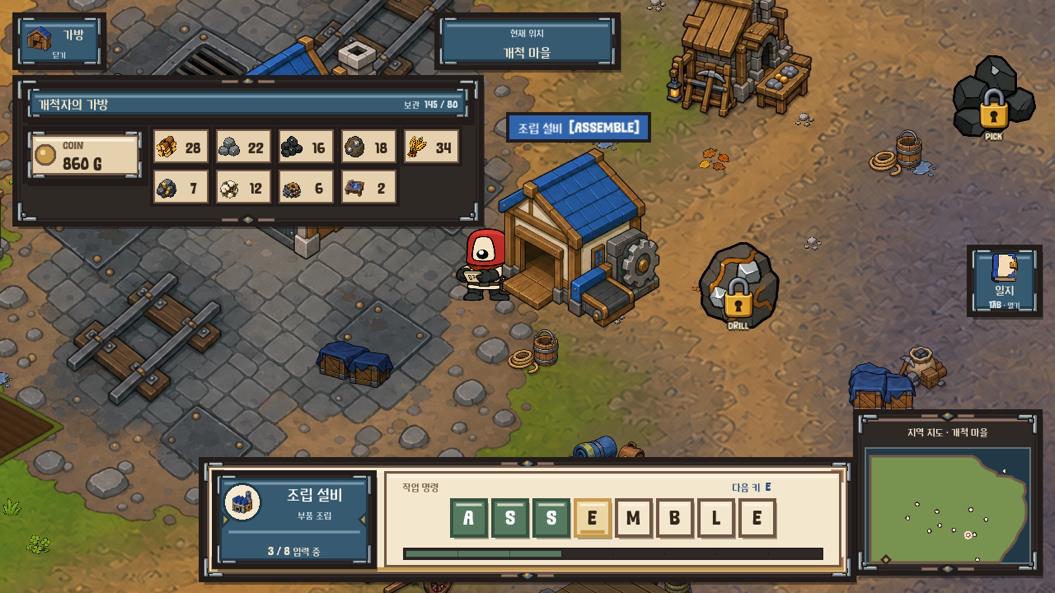 가방
닫기
현재 위치
개척 마을
개척자의 가방
보관 145 / 80
COIN
860 G
28
22
16
18
34
7
12
6
2
조립 설비 [ASSEMBLE]
PICK
DRILL
일지
TAB · 열기
지역 지도 · 개척 마을
조립 설비
부품 조립
3 / 8 입력 중
작업 명령
다음 키 E
A S S E M B L E